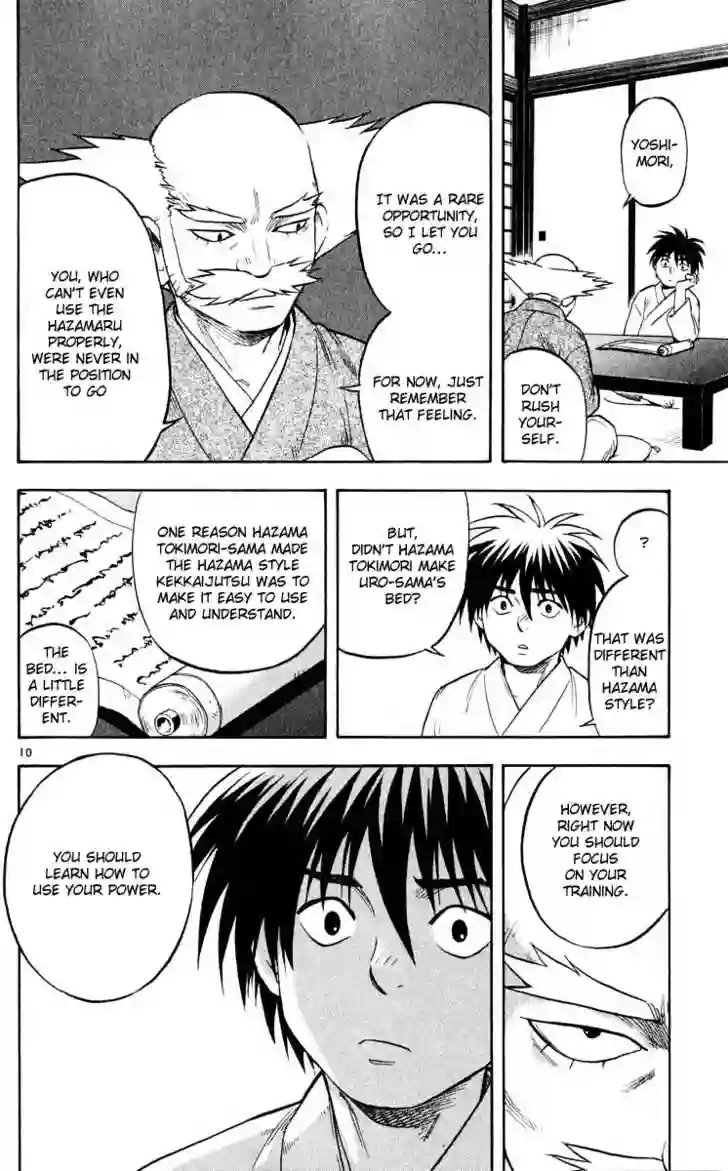 YOSHI-
MORI,
DON'T
RUSH
YOUR-
SELF.
IT WAS A RARE
OPPORTUNITY,
SO I LET YOU
GO...
FOR NOW, JUST
REMEMBER
THAT FEELING.
YOU, WHO
CAN'T EVEN
USE THE
HAZAMARU
PROPERLY,
WERE NEVER IN
THE POSITION
TO GO
?
THAT WAS
DIFFERENT
THAN
HAZAMA
STYLE?
BUT,
DIDN'T HAZAMA
TOKIMORI MAKE
URO-SAMA'S
BED?
ONE REASON HAZAMA
TOKIMORI-SAMA MADE
THE HAZAMA STYLE
KEKKAIJUTSU WAS TO
MAKE IT EASY TO USE
AND UNDERSTAND.
THE
BED... IS
A LITTLE
DIFFER-
ENT.
10
HOWEVER,
RIGHT NOW
YOU SHOULD
FOCUS
ON YOUR
TRAINING.
YOU SHOULD
LEARN HOW TO
USE YOUR POWER.